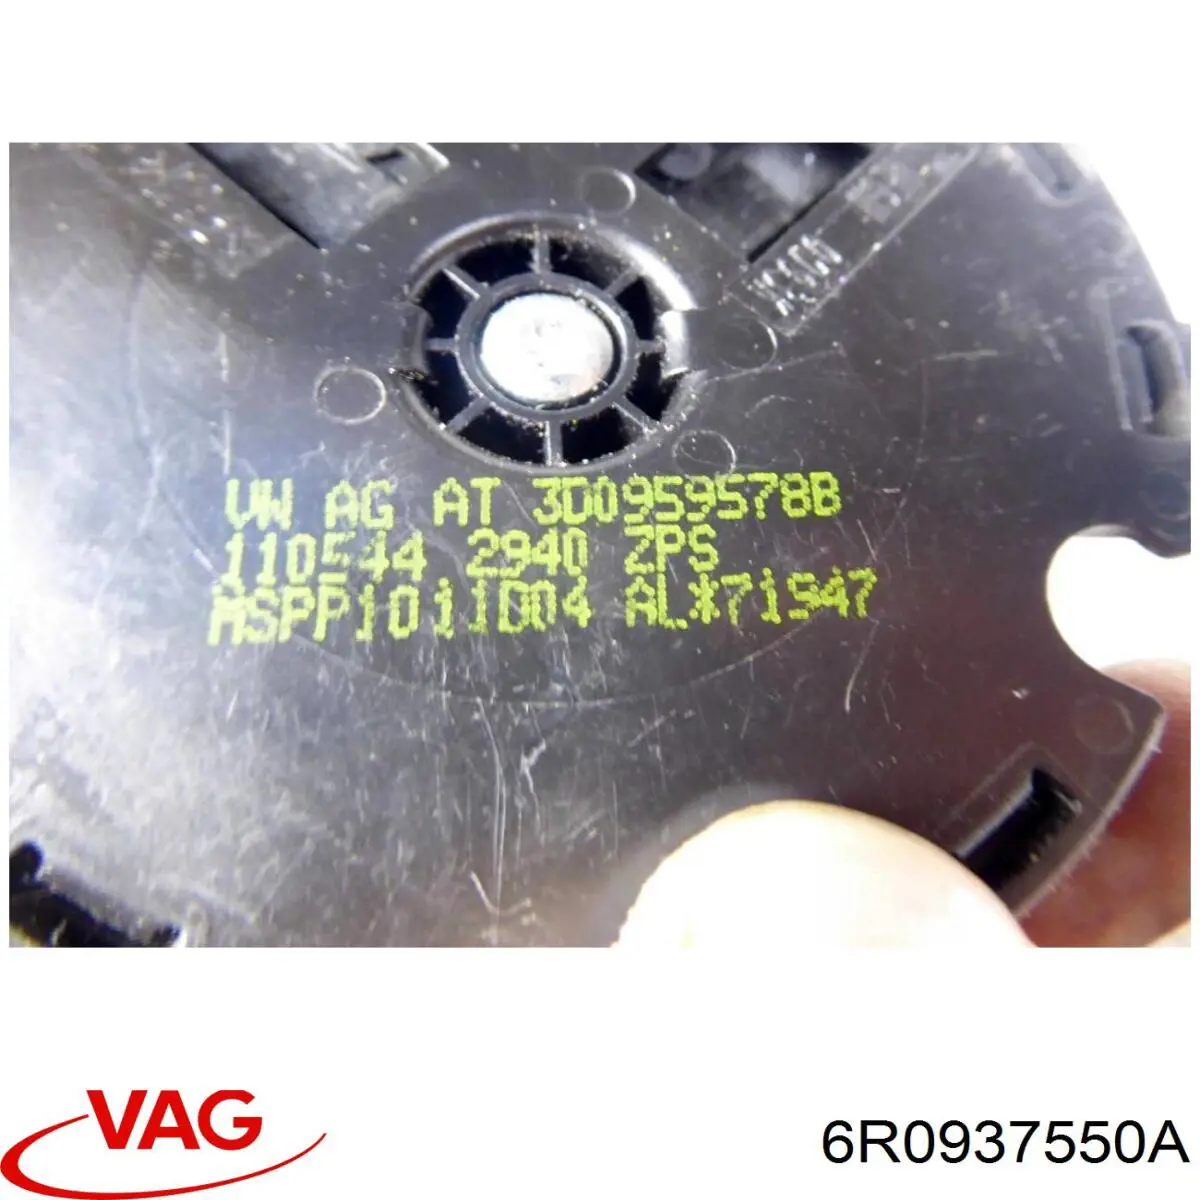 VW AG AT 3D0959578B
110544 2940 ZPS
MSPP1011D04 AL*71947
VAG
6R0937550A